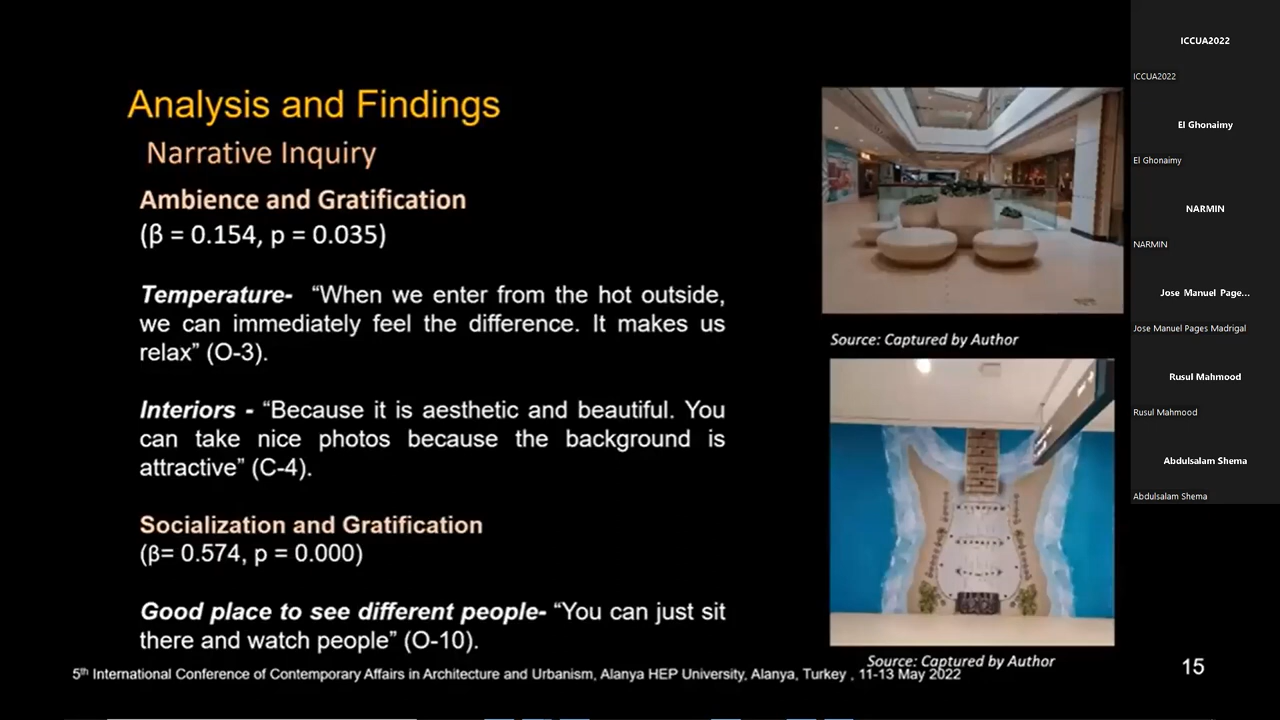 Analysis and Findings
Narrative Inquiry
Ambience and Gratification
(β = 0.154, p = 0.035)
Temperature- “When we enter from the hot outside,
we can immediately feel the difference. It makes us
relax” (O-3).
Interiors - “Because it is aesthetic and beautiful. You
can take nice photos because the background is
attractive” (C-4).
Socialization and Gratification
(β= 0.574, p = 0.000)
Good place to see different people- “You can just sit
there and watch people” (O-10).
5th International Conference of Contemporary Affairs in Architecture and Urbanism, Alanya HEP University, Alanya, Turkey , 11-13 May 2022
Source: Captured by Author
Source: Captured by Author
15
ICCUA2022
ICCUA2022
El Ghonaimy
El Ghonaimy
NARMIN
NARMIN
Jose Manuel Page...
Jose Manuel Pages Madrigal
Rusul Mahmood
Rusul Mahmood
Abdulsalam Shema
Abdulsalam Shema